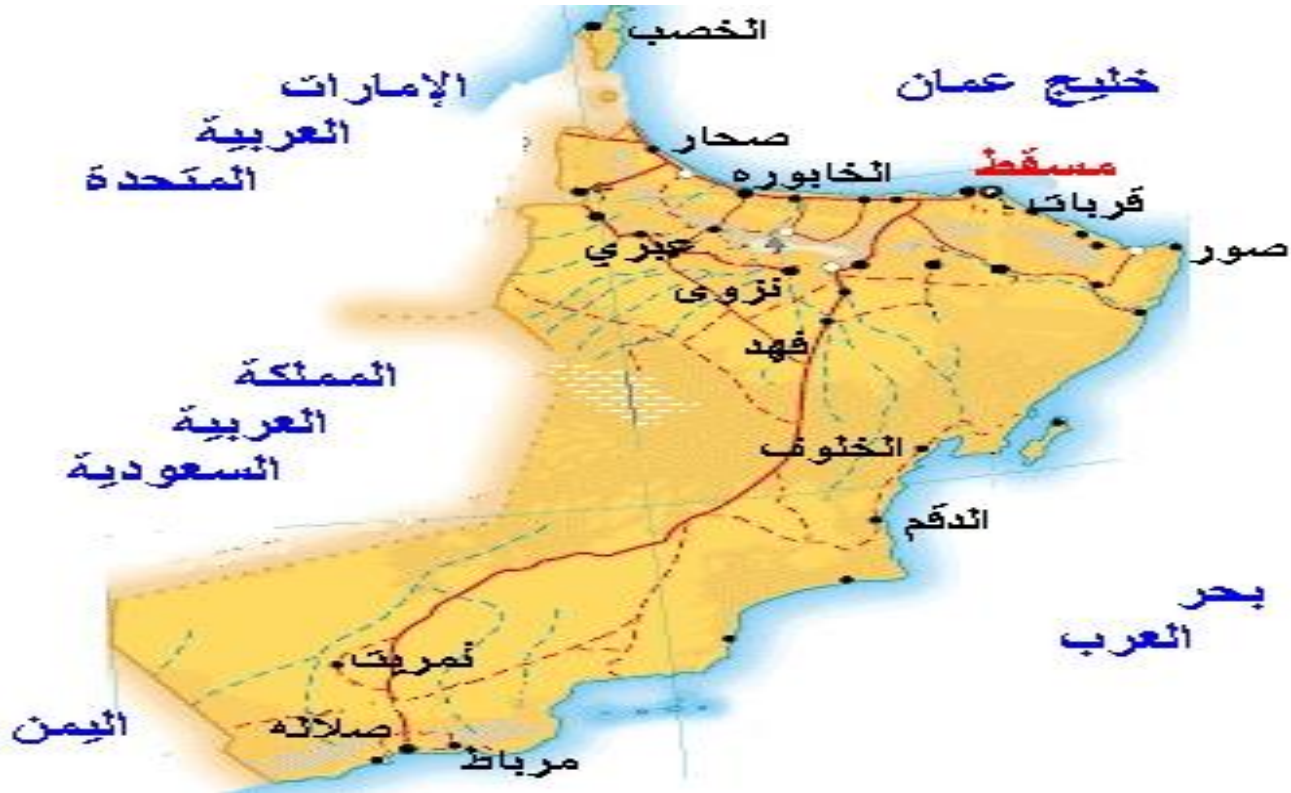 الخصب
خليج عمان
الإمارات
العربية
المتحدة
صحار
مسقط
الخابوره
قريات
صور
عبري
نزوى
فهد
المملكة
العربية
السعودية
الخلوف
الدقم
بحر
العرب
ثمريت
اليمن
صلاله
مرباط